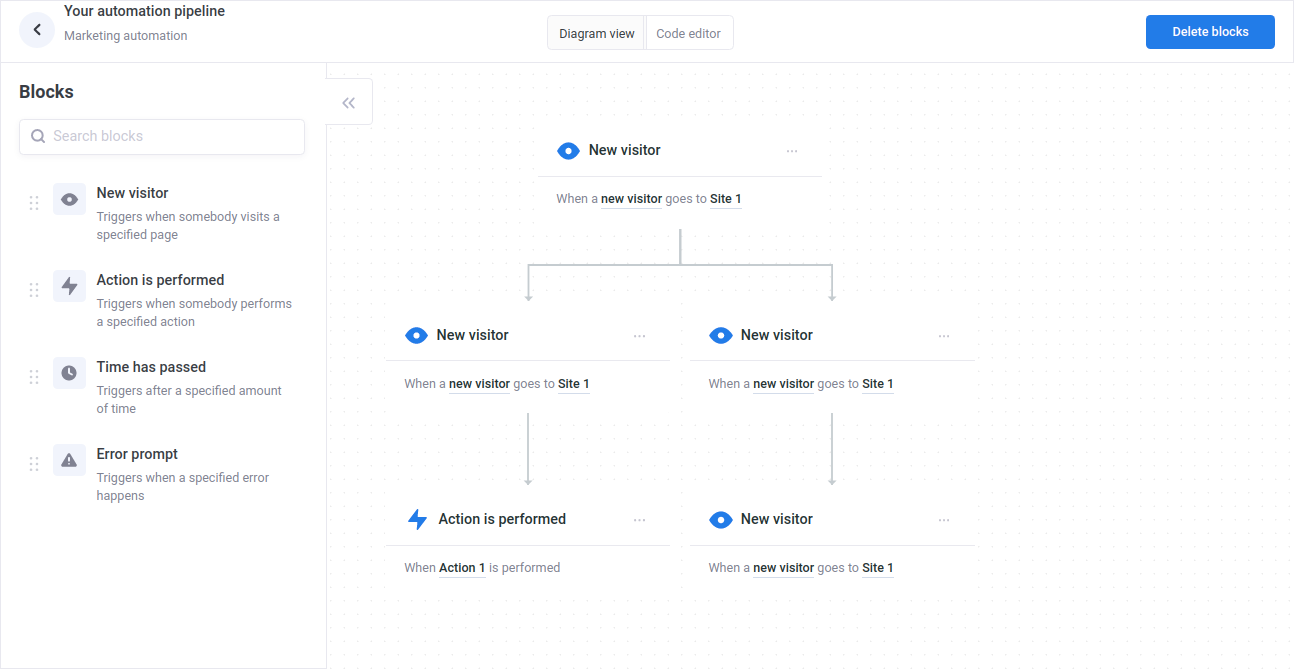 Your automation pipeline
Marketing automation
Diagram view
Code editor
Delete blocks
Blocks
Search blocks
New visitor
Triggers when somebody visits a
specified page
Action is performed
Triggers when somebody performs
a specified action
Time has passed
Triggers after a specified amount
of time
Error prompt
Triggers when a specified error
happens
New visitor
When a new visitor goes to Site 1
New visitor
When a new visitor goes to Site 1
New visitor
When a new visitor goes to Site 1
Action is performed
When Action 1 is performed
New visitor
When a new visitor goes to Site 1